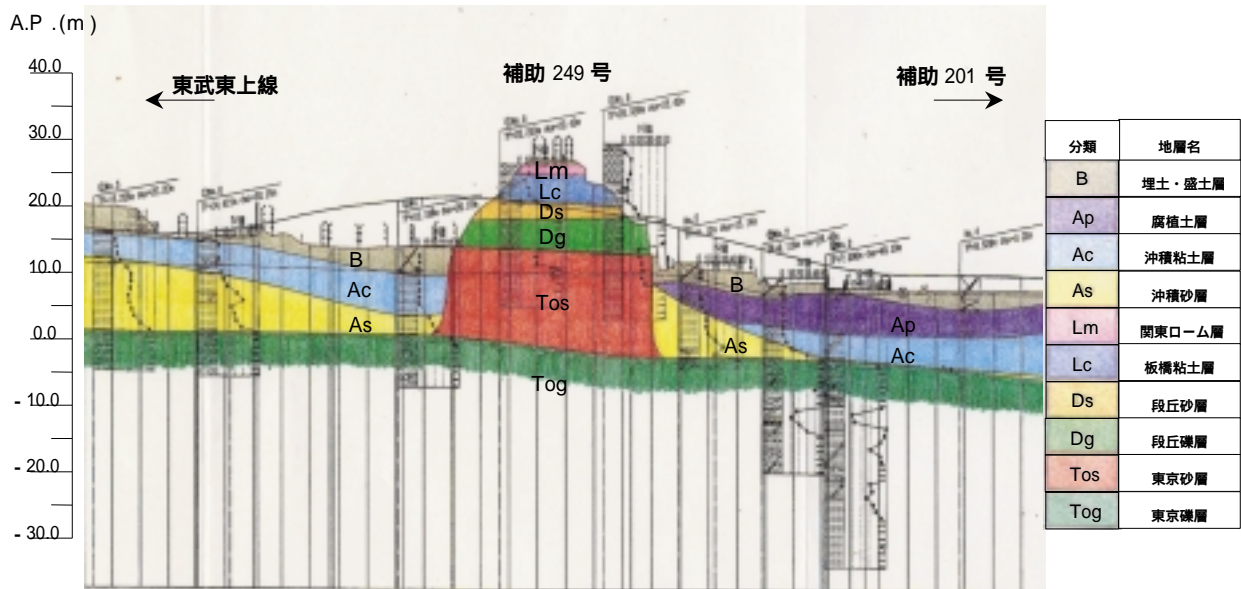 A.P .(m)
40.0
30.0
20.0
10.0
0.0
- 10.0
- 20.0
- 30.0
東武東上線
補助 249 号
補助 201 号
Lm
Lc
Ds
Dg
Tos
B
Ac
As
B
Ap
As
Ac
Tog
分類 地層名
B 埋土・盛土層
Ap 腐植土層
Ac 沖積粘土層
As 沖積砂層
Lm 関東ローム層
Lc 板橋粘土層
Ds 段丘砂層
Dg 段丘礫層
Tos 東京砂層
Tog 東京礫層